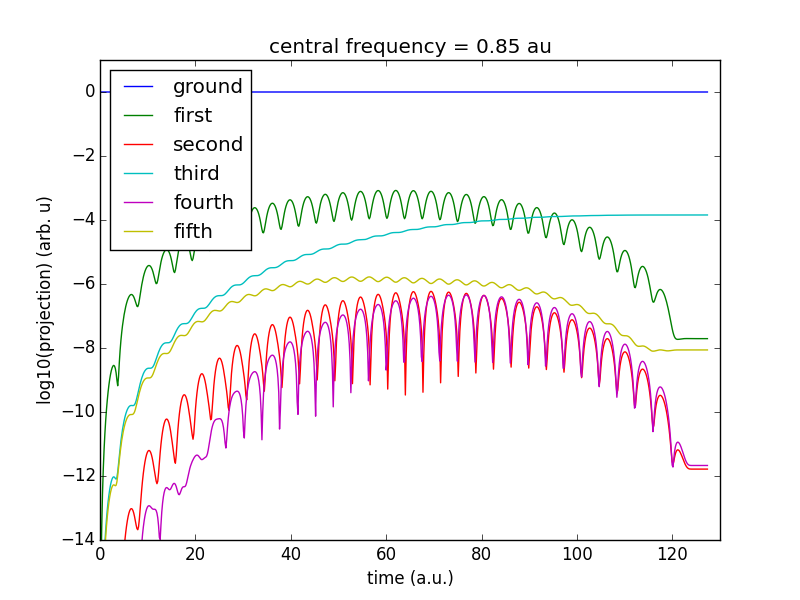 central frequency = 0.85 au
ground
first
second
third
fourth
fifth
log10(projection) (arb. u)
0
−2
−4
−6
−8
−10
−12
−14
0 20 40 60 80 100 120
time (a.u.)